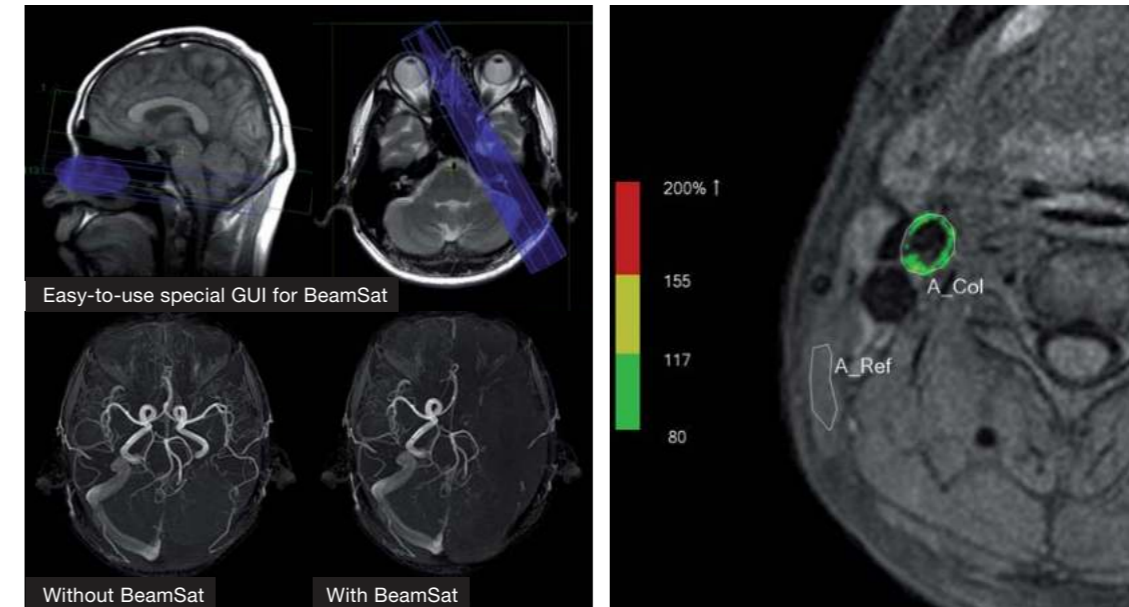 Easy-to-use special GUI for BeamSat
Without BeamSat
With BeamSat
200% ↑
155
117
80
A_Col
A_Ref